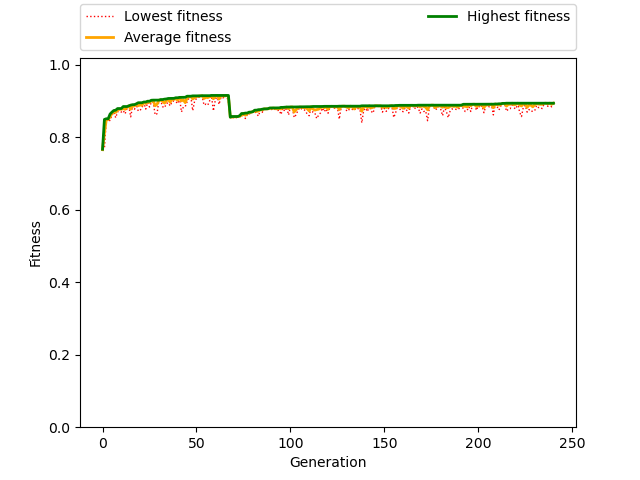 Lowest fitness
Average fitness
Highest fitness
1.0
0.8
0.6
0.4
0.2
0.0
Fitness
0 50 100 150 200 250
Generation